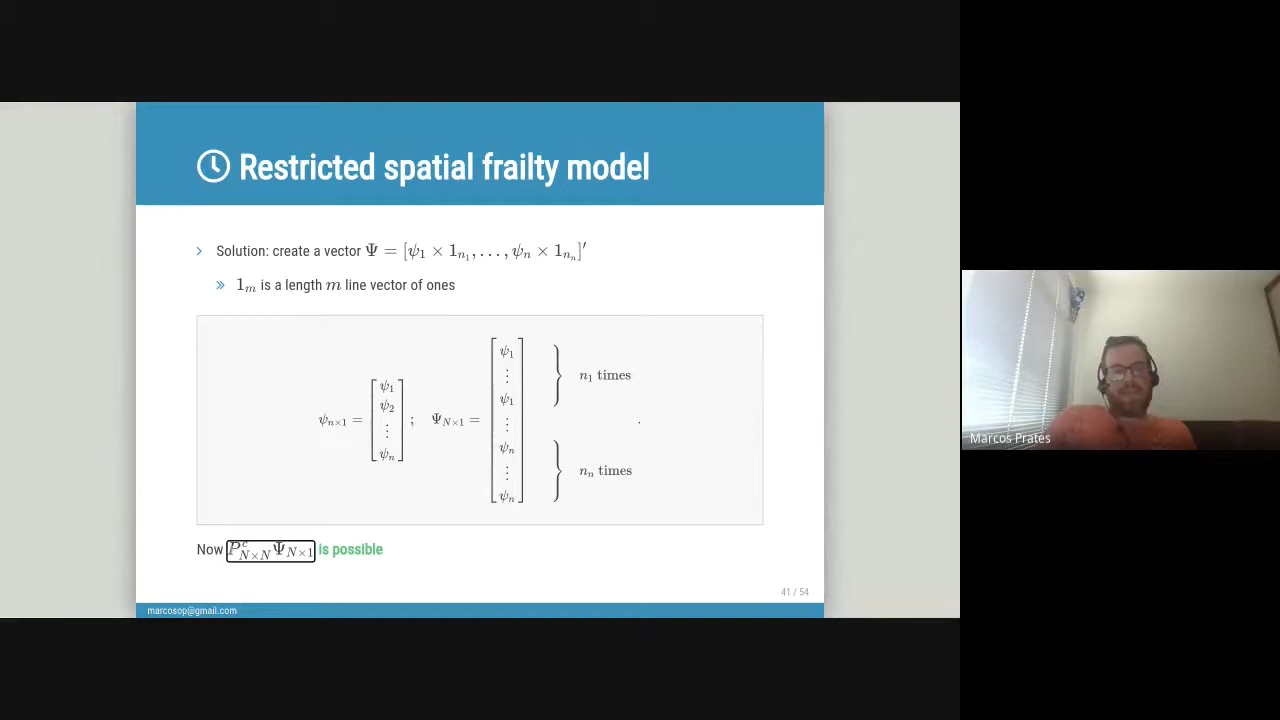 Restricted spatial frailty model
Solution: create a vector Ψ = [ψ₁ × 1ₙ₁, . . . , ψₙ × 1ₙₙ]′
1ₘ is a length m line vector of ones
ψₙ×₁ = [ψ₁ ψ₂ ⋮ ψₙ] ; Ψ_{N×1} = [ψ₁ ⋮ ψ₁ ⋮ ψₙ ⋮ ψₙ] } n₁ times } nₙ times .
Now P^c_{N×N} Ψ_{N×1} is possible
41 / 54
marcosop@gmail.com
Marcos Prates